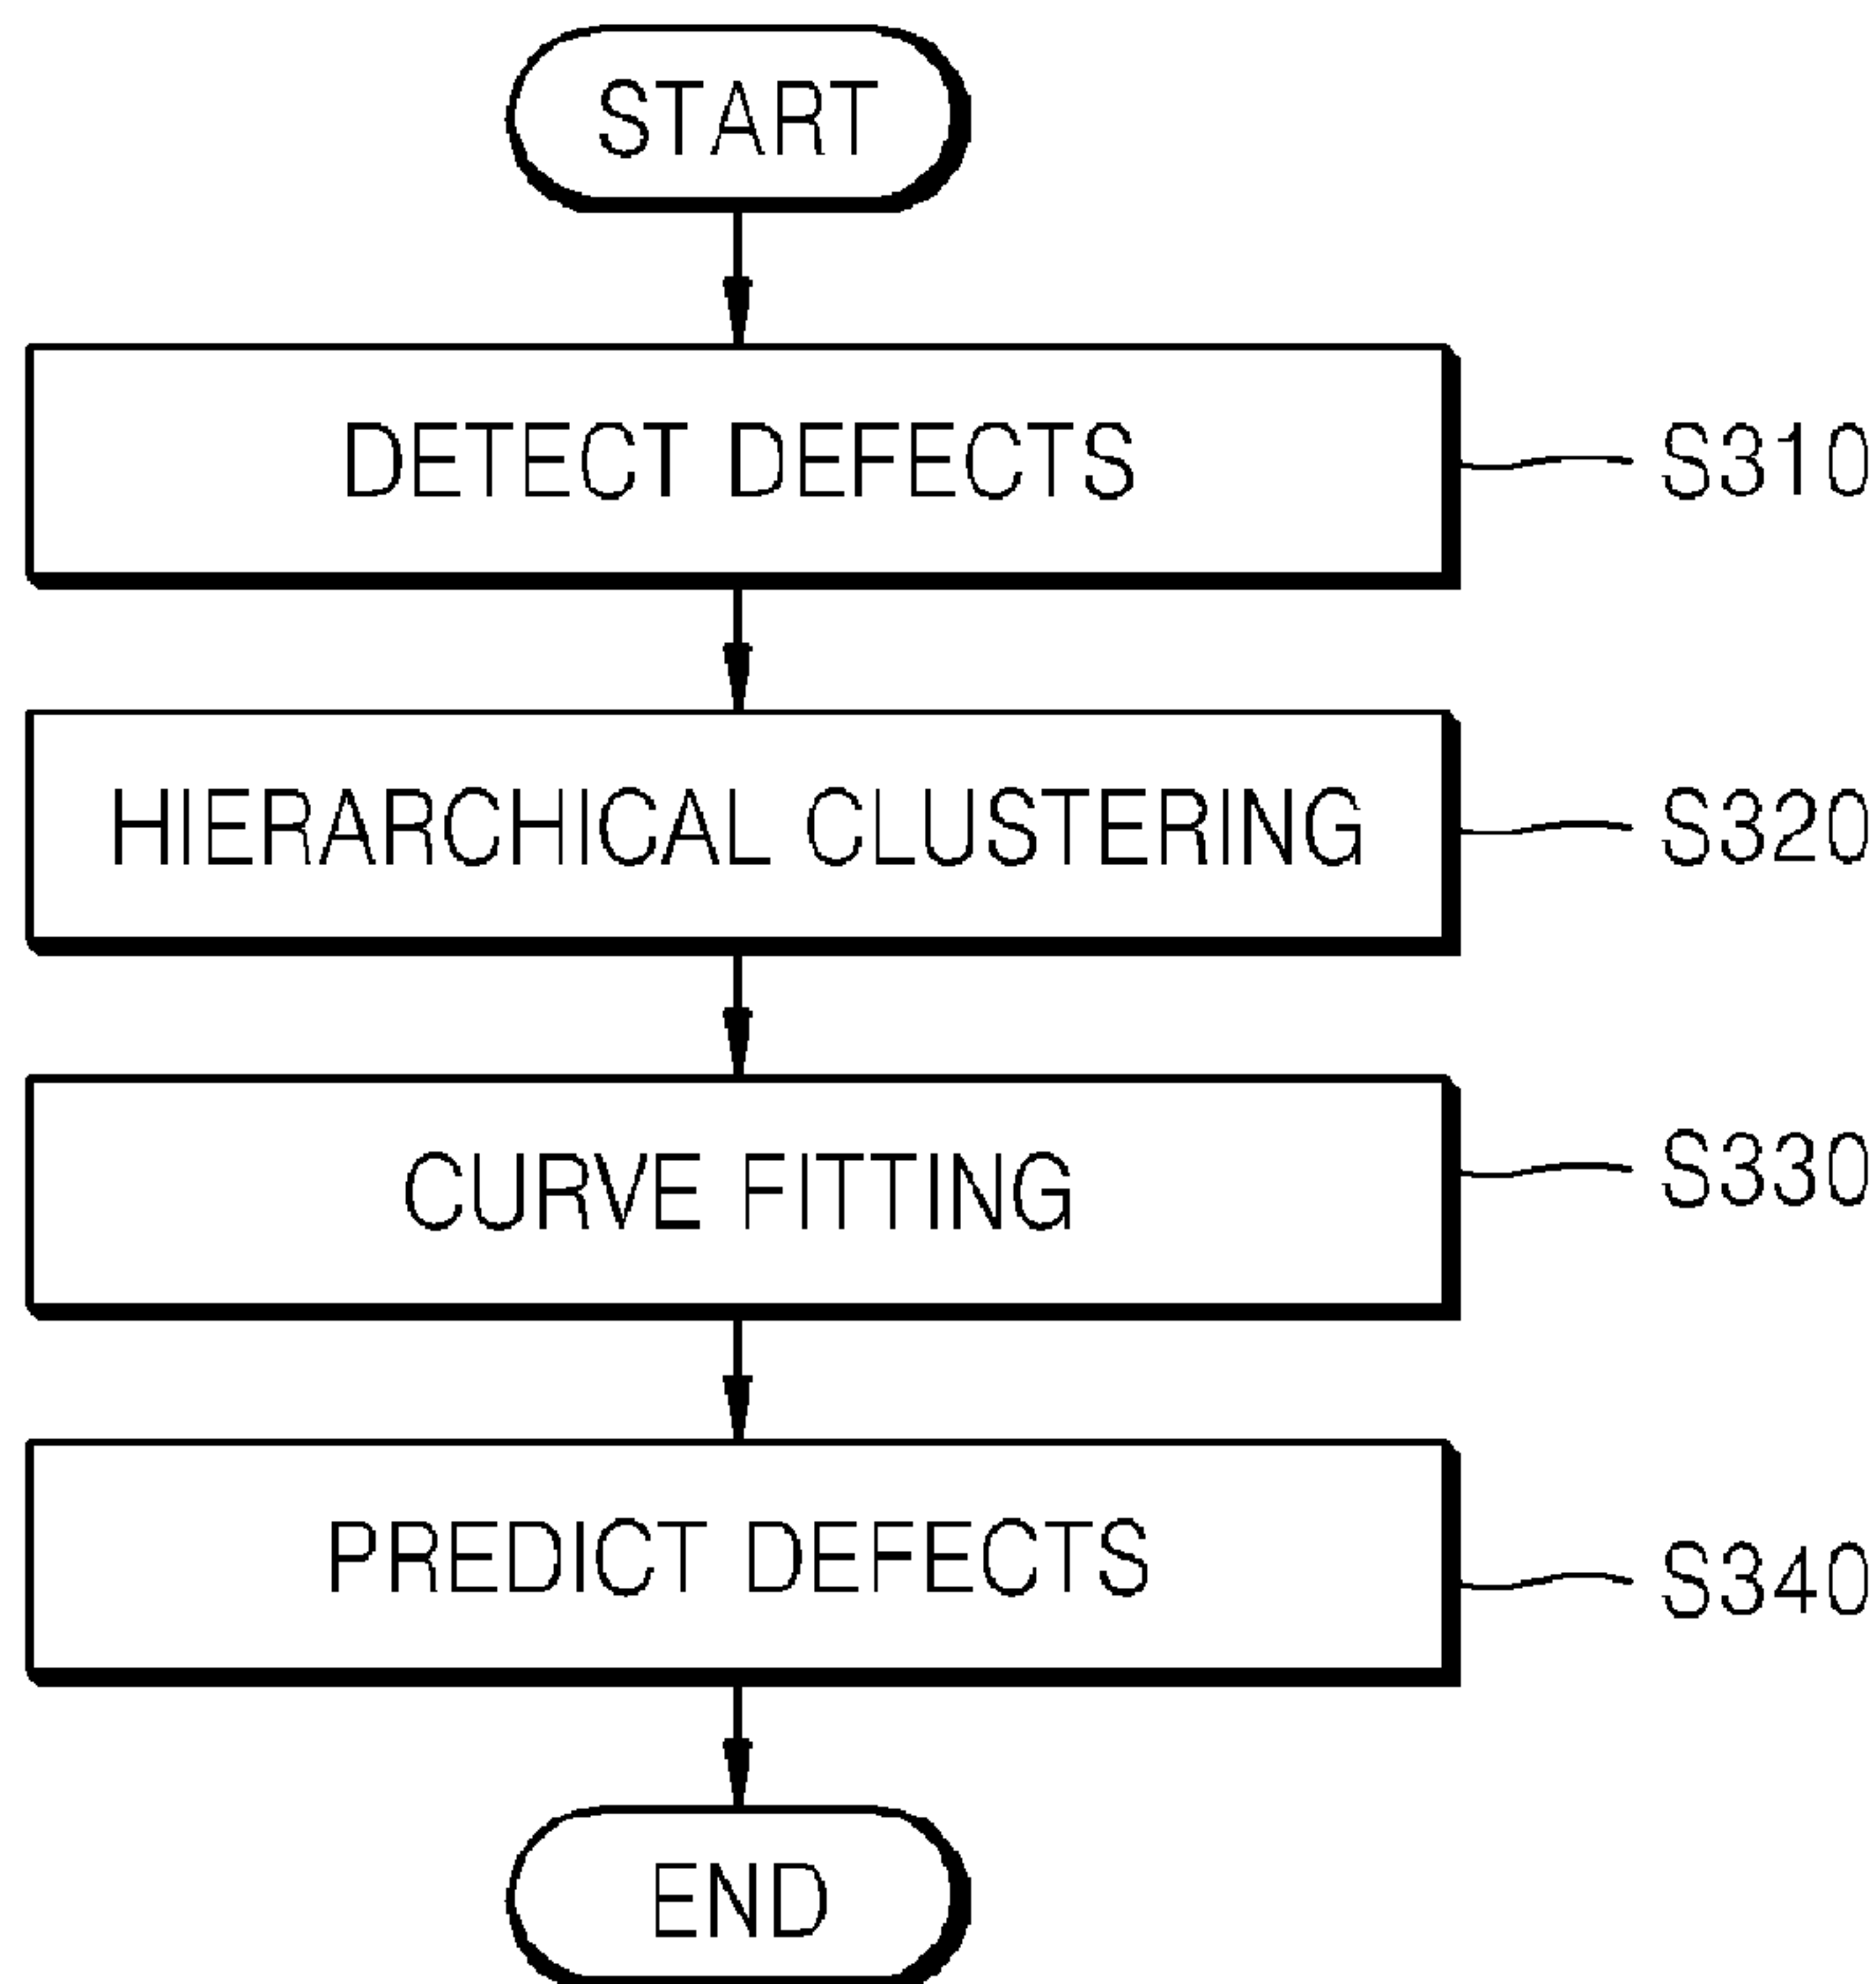 START
DETECT DEFECTS
S310
HIERARCHICAL CLUSTERING
S320
CURVE FITTING
S330
PREDICT DEFECTS
S340
END